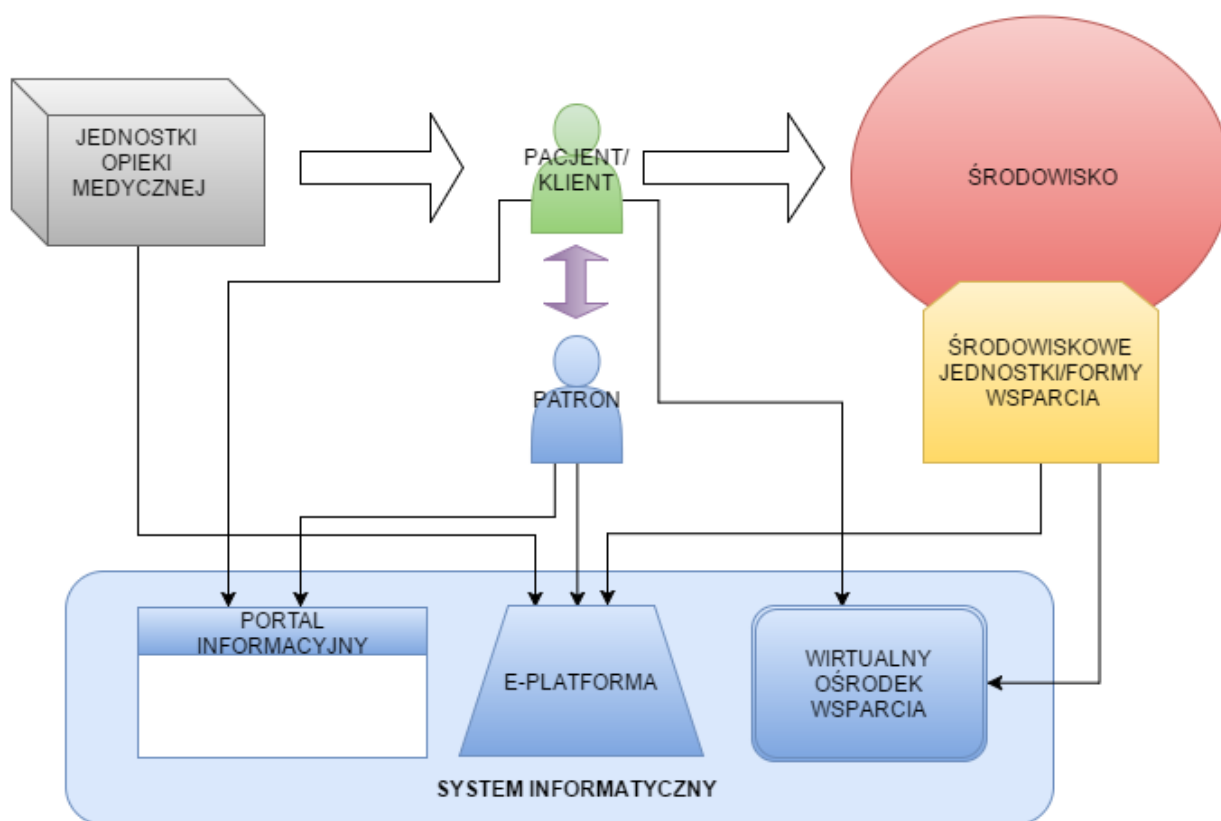 JEDNOSTKI
OPIEKI
MEDYCZNEJ
PACJENT/
KLIENT
ŚRODOWISKO
ŚRODOWISKOWE
JEDNOSTKI/FORMY
WSPARCIA
PATRON
PORTAL
INFORMACYJNY
E-PLATFORMA
WIRTUALNY
OŚRODEK
WSPARCIA
SYSTEM INFORMATYCZNY